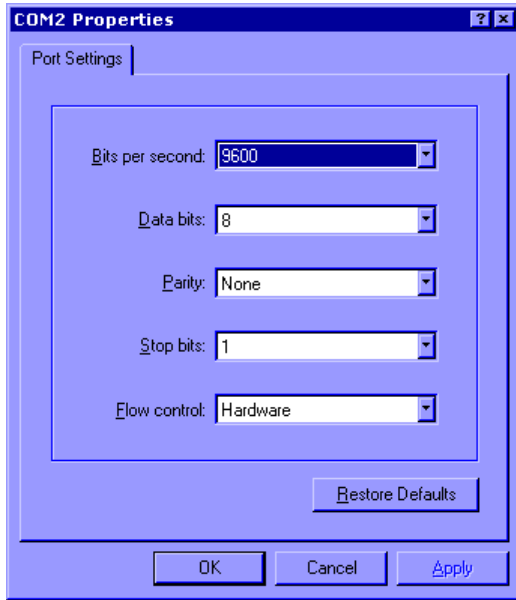 COM2 Properties
Port Settings
Bits per second: 9600
Data bits: 8
Parity: None
Stop bits: 1
Flow control: Hardware
Restore Defaults
OK Cancel Apply